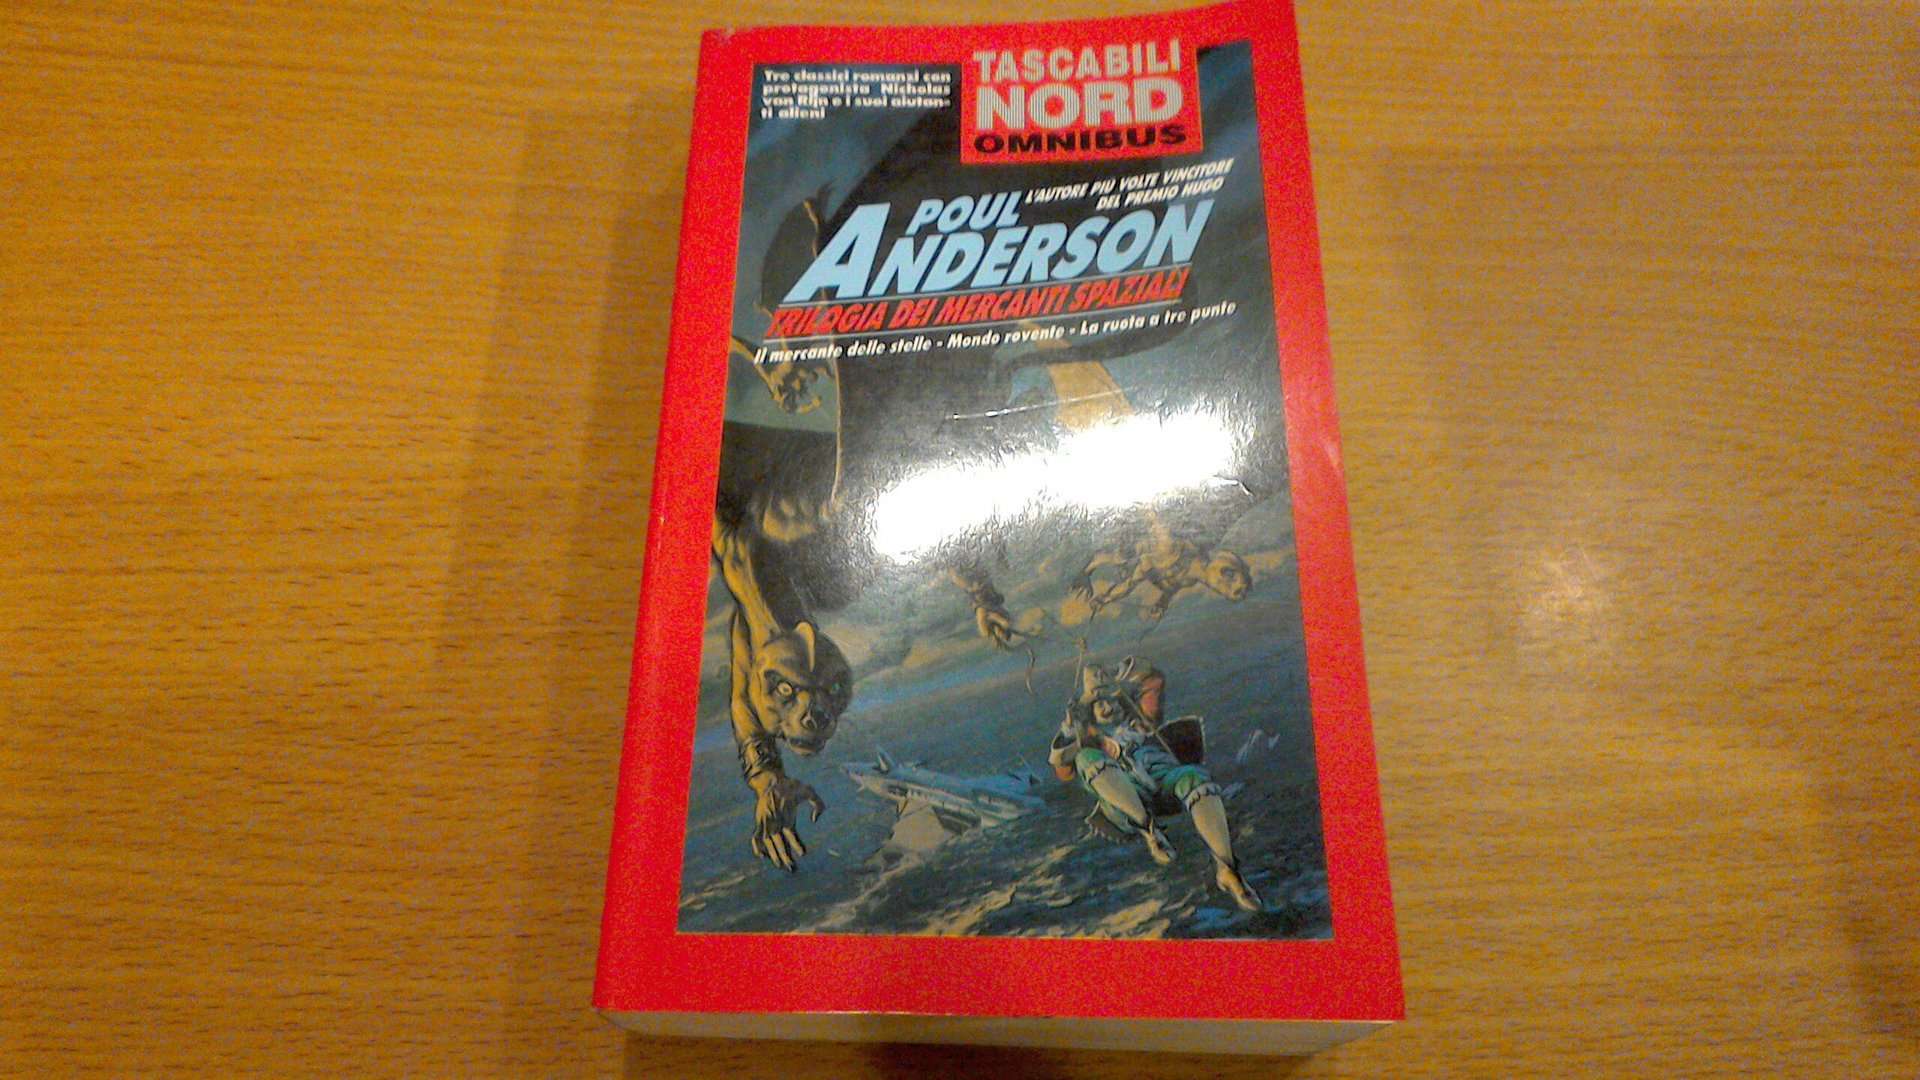 Tre classici romanzi con
protagonista Nicholas
van Rijn e i suoi aiutan-
ti alieni
TASCABILI
NORD
OMNIBUS
L'AUTORE PIÙ VOLTE VINCITORE
DEL PREMIO HUGO
POUL
ANDERSON
TRILOGIA DEI MERCANTI SPAZIALI
Il mercante delle stelle - Mondo rovente - La ruota a tre punte